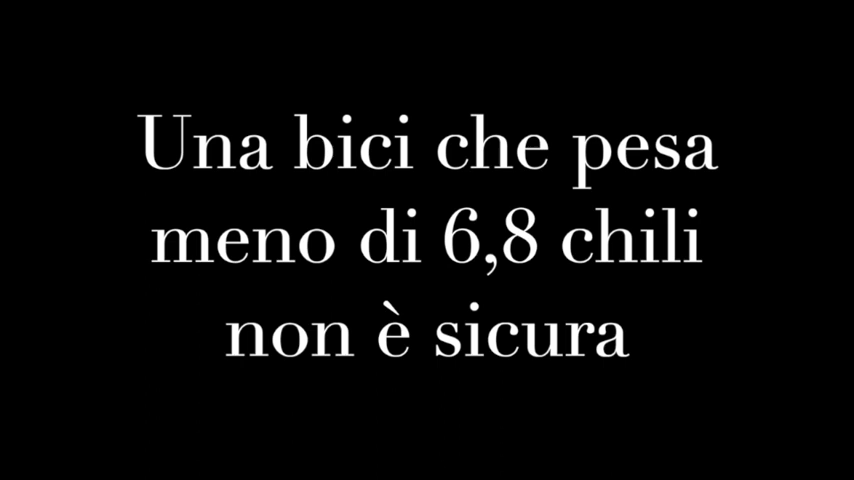 Una bici che pesa
meno di 6,8 chili
non è sicura